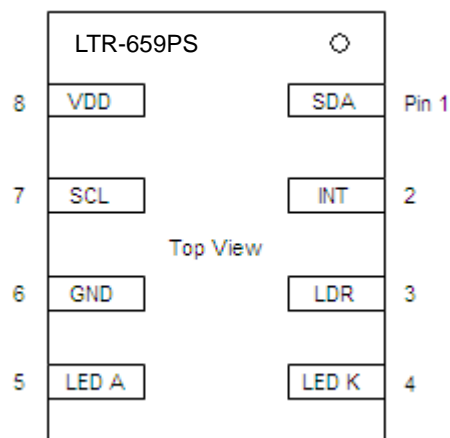 LTR-659PS
8 VDD SDA Pin 1
7 SCL INT 2
Top View
6 GND LDR 3
5 LED A LED K 4